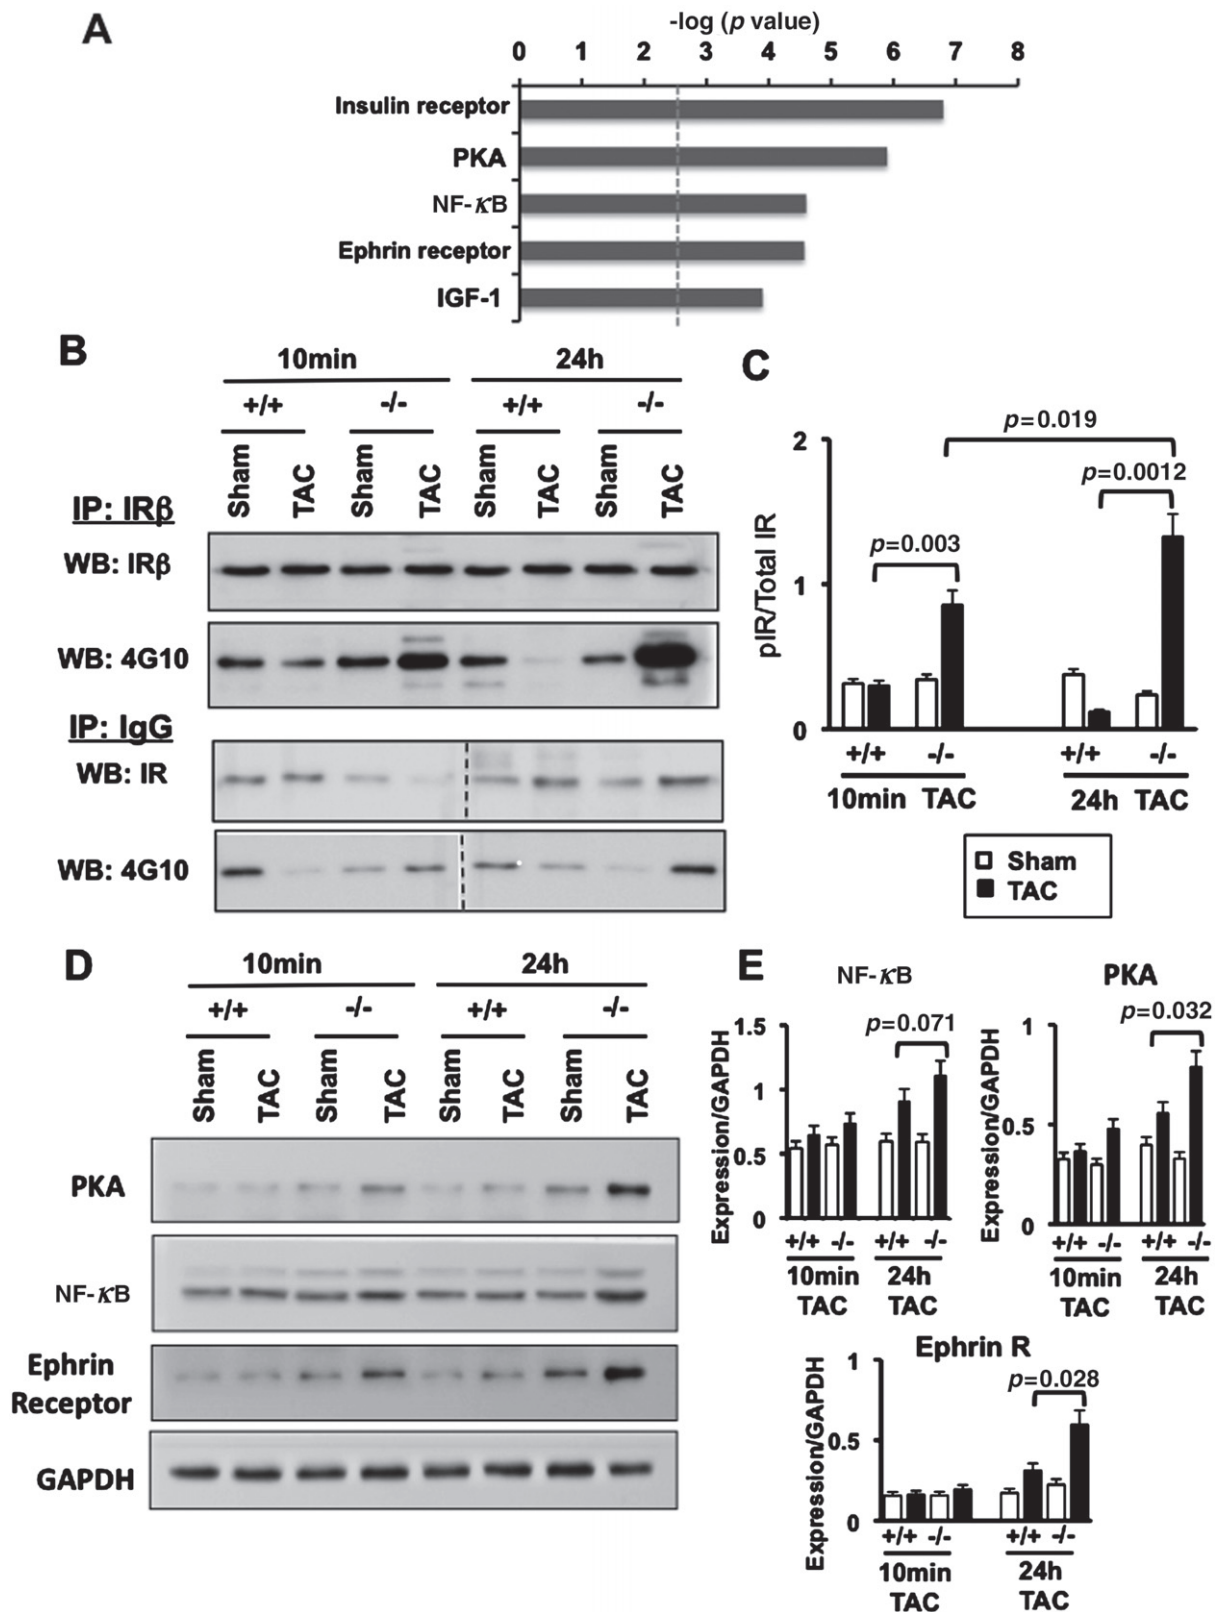 A
-log (p value)
0 1 2 3 4 5 6 7 8
Insulin receptor
PKA
NF-κB
Ephrin receptor
IGF-1
B
10min 24h
+/+ -/- +/+ -/-
Sham TAC Sham TAC Sham TAC Sham TAC
IP: IRβ
WB: IRβ
WB: 4G10
IP: IgG
WB: IR
WB: 4G10
C
p=0.019
p=0.0012
p=0.003
pIR/Total IR
2
1
0
+/+ -/- +/+ -/-
10min TAC 24h TAC
Sham
TAC
D
10min 24h
+/+ -/- +/+ -/-
Sham TAC Sham TAC Sham TAC Sham TAC
PKA
NF-κB
Ephrin
Receptor
GAPDH
E
NF-κB
p=0.071
Expression/GAPDH
1.5
1
0.5
0
+/+ -/- +/+ -/-
10min 24h
TAC TAC
PKA
p=0.032
Expression/GAPDH
1
0.5
0
+/+ -/- +/+ -/-
10min 24h
TAC TAC
Ephrin R
p=0.028
Expression/GAPDH
1
0.5
0
+/+ -/- +/+ -/-
10min 24h
TAC TAC